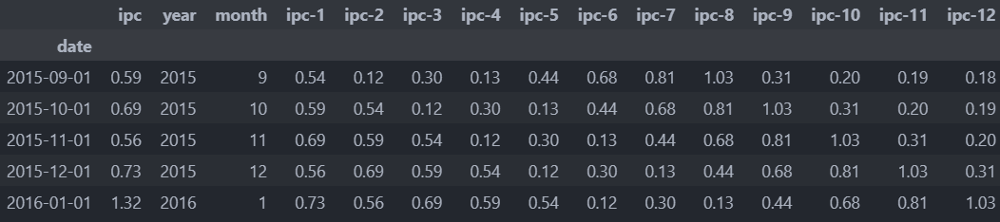 ipc year month ipc-1 ipc-2 ipc-3 ipc-4 ipc-5 ipc-6 ipc-7 ipc-8 ipc-9 ipc-10 ipc-11 ipc-12
date
2015-09-01 0.59 2015 9 0.54 0.12 0.30 0.13 0.44 0.68 0.81 1.03 0.31 0.20 0.19 0.18
2015-10-01 0.69 2015 10 0.59 0.54 0.12 0.30 0.13 0.44 0.68 0.81 1.03 0.31 0.20 0.19
2015-11-01 0.56 2015 11 0.69 0.59 0.54 0.12 0.30 0.13 0.44 0.68 0.81 1.03 0.31 0.20
2015-12-01 0.73 2015 12 0.56 0.69 0.59 0.54 0.12 0.30 0.13 0.44 0.68 0.81 1.03 0.31
2016-01-01 1.32 2016 1 0.73 0.56 0.69 0.59 0.54 0.12 0.30 0.13 0.44 0.68 0.81 1.03